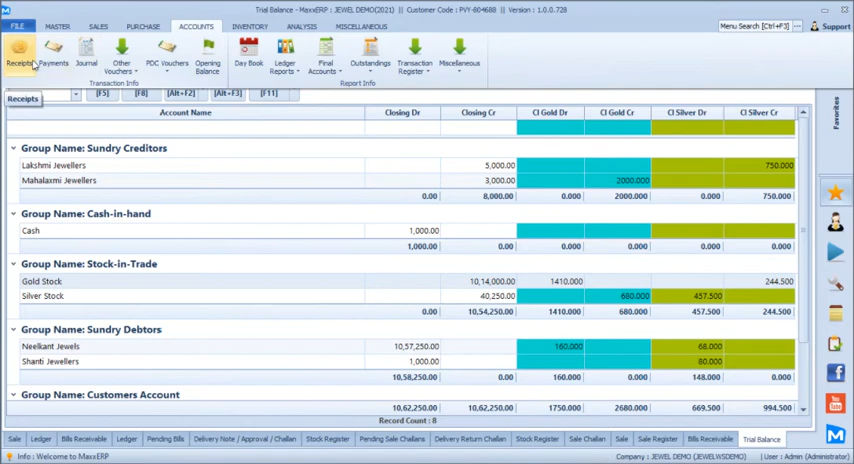 Trial Balance - MaxxERP :: JEWEL DEMO(2021) || Customer Code : PVY-804688 - Version : 1.0.0.728
FILE MASTER SALES PURCHASE ACCOUNTS INVENTORY ANALYSIS MISCELLANEOUS Menu Search [Ctrl+F3] Support
Receipts Payments Journal Other Vouchers PDC Vouchers Opening Balance Day Book Ledger Reports Final Accounts Outstandings Transaction Register Miscellaneous
Transaction Info Report Info
Receipts
[F5] [F8] [Alt+F2] [Alt+F3] [F11]
Favorites
Account Name Closing Dr Closing Cr Cl Gold Dr Cl Gold Cr Cl Silver Dr Cl Silver Cr
Group Name: Sundry Creditors
Lakshmi Jewellers 5,000.00 750.000
Mahalaxmi Jewellers 3,000.00 2000.000
0.00 8,000.00 0.000 2000.000 0.000 750.000
Group Name: Cash-in-hand
Cash 1,000.00
1,000.00 0.00 0.000 0.000 0.000 0.000
Group Name: Stock-in-Trade
Gold Stock 10,14,000.00 1410.000 244.500
Silver Stock 40,250.00 680.000 457.500
0.00 10,54,250.00 1410.000 680.000 457.500 244.500
Group Name: Sundry Debtors
Neelkant Jewels 10,57,250.00 160.000 68.000
Shanti Jewellers 1,000.00 80.000
10,58,250.00 0.00 160.000 0.000 148.000 0.000
Group Name: Customers Account
10,62,250.00 10,62,250.00 1750.000 2680.000 669.500 994.500
Record Count : 8
Sale Ledger Bills Receivable Ledger Pending Bills Delivery Note / Approval / Challan Stock Register Pending Sale Challans Delivery Return Challan Stock Register Sale Challan Sale Sale Register Bills Receivable Trial Balance
Info : Welcome to MaxxERP Company : JEWEL DEMO (JEWELWSDEMO) User : Admin (Administrator)
You Tube